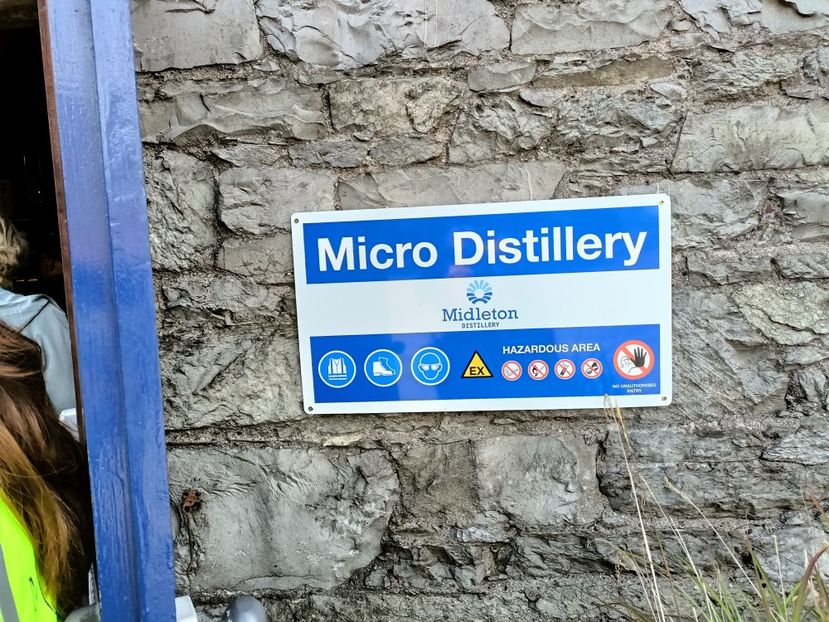 Micro Distillery
Midleton
DISTILLERY
HAZARDOUS AREA
EX
NO UNAUTHORISED
ENTRY